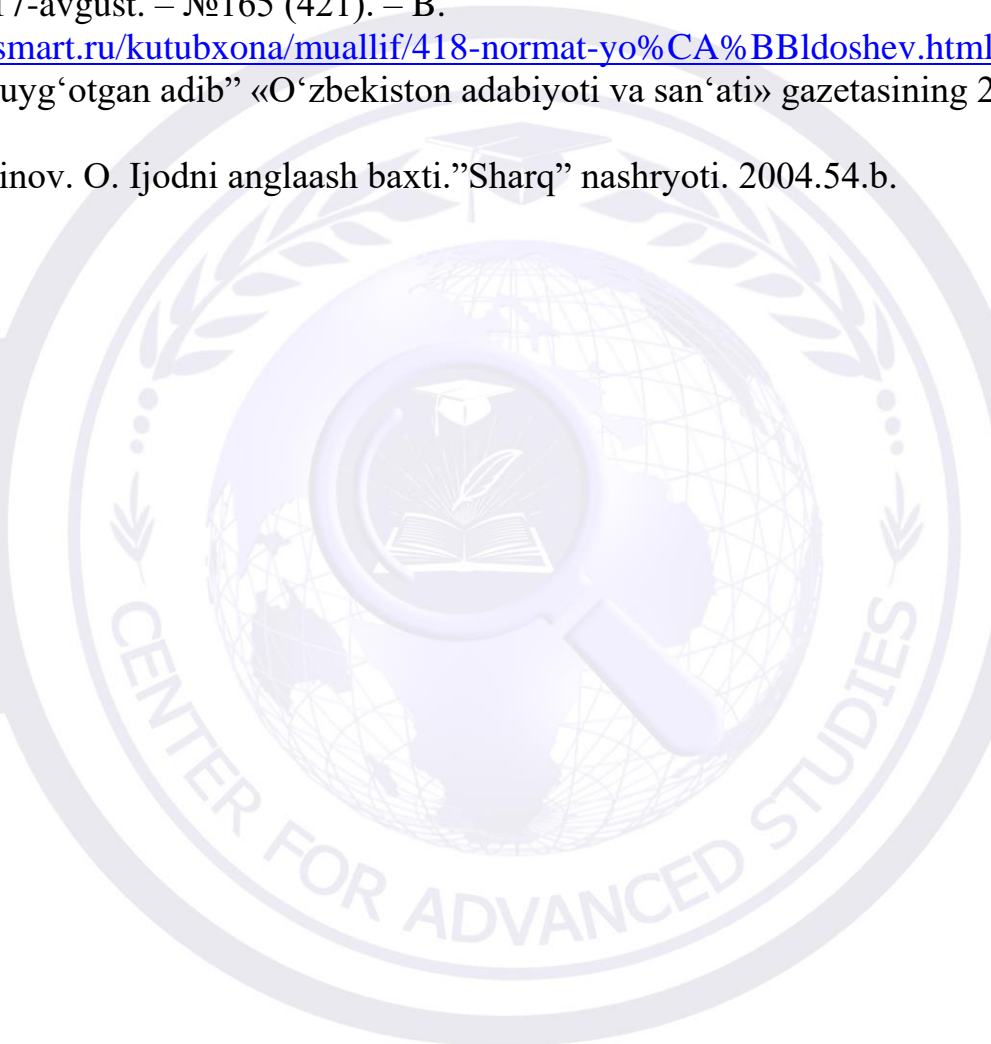 17-avgust. – №165 (421). – B.
smart.ru/kutubxona/muallif/418-normat-yo%CA%BBldoshev.html
uyg‘otgan adib” «O‘zbekiston adabiyoti va san‘ati» gazetasining 2
inov. O. Ijodni anglaash baxti.”Sharq” nashryoti. 2004.54.b.
CENTER FOR ADVANCED STUDIES